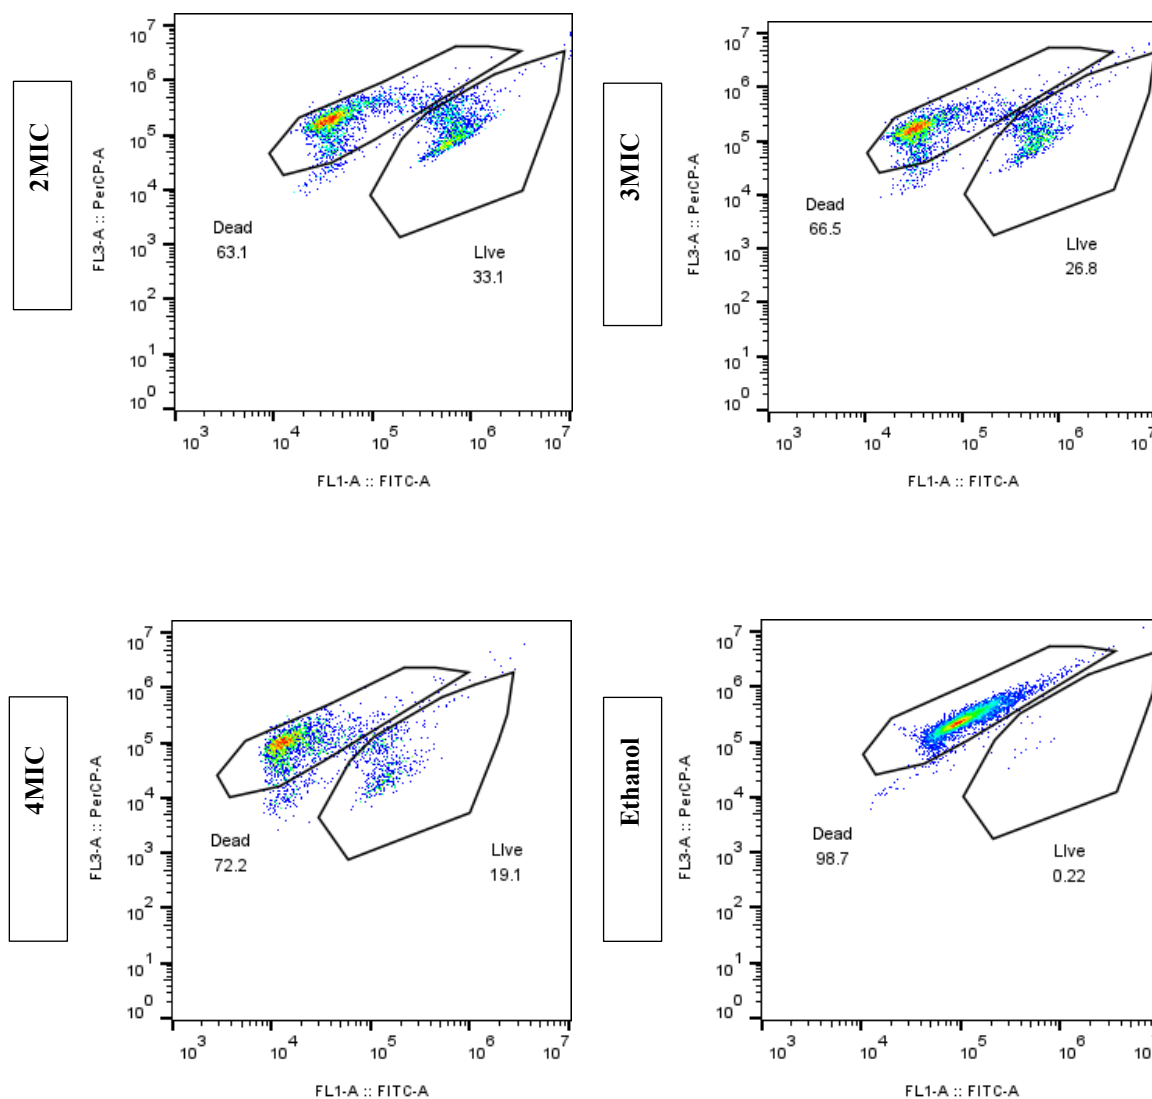 2MIC
FL3-A :: PerCP-A
10^7
10^6
10^5
10^4
10^3
10^2
10^1
10^0
Dead
63.1
LIve
33.1
10^3 10^4 10^5 10^6 10^7
FL1-A :: FITC-A
3MIC
FL3-A :: PerCP-A
10^7
10^6
10^5
10^4
10^3
10^2
10^1
10^0
Dead
66.5
LIve
26.8
10^3 10^4 10^5 10^6 10^7
FL1-A :: FITC-A
4MIC
FL3-A :: PerCP-A
10^7
10^6
10^5
10^4
10^3
10^2
10^1
10^0
Dead
72.2
LIve
19.1
10^3 10^4 10^5 10^6 10^7
FL1-A :: FITC-A
Ethanol
FL3-A :: PerCP-A
10^7
10^6
10^5
10^4
10^3
10^2
10^1
10^0
Dead
98.7
LIve
0.22
10^3 10^4 10^5 10^6 10^7
FL1-A :: FITC-A